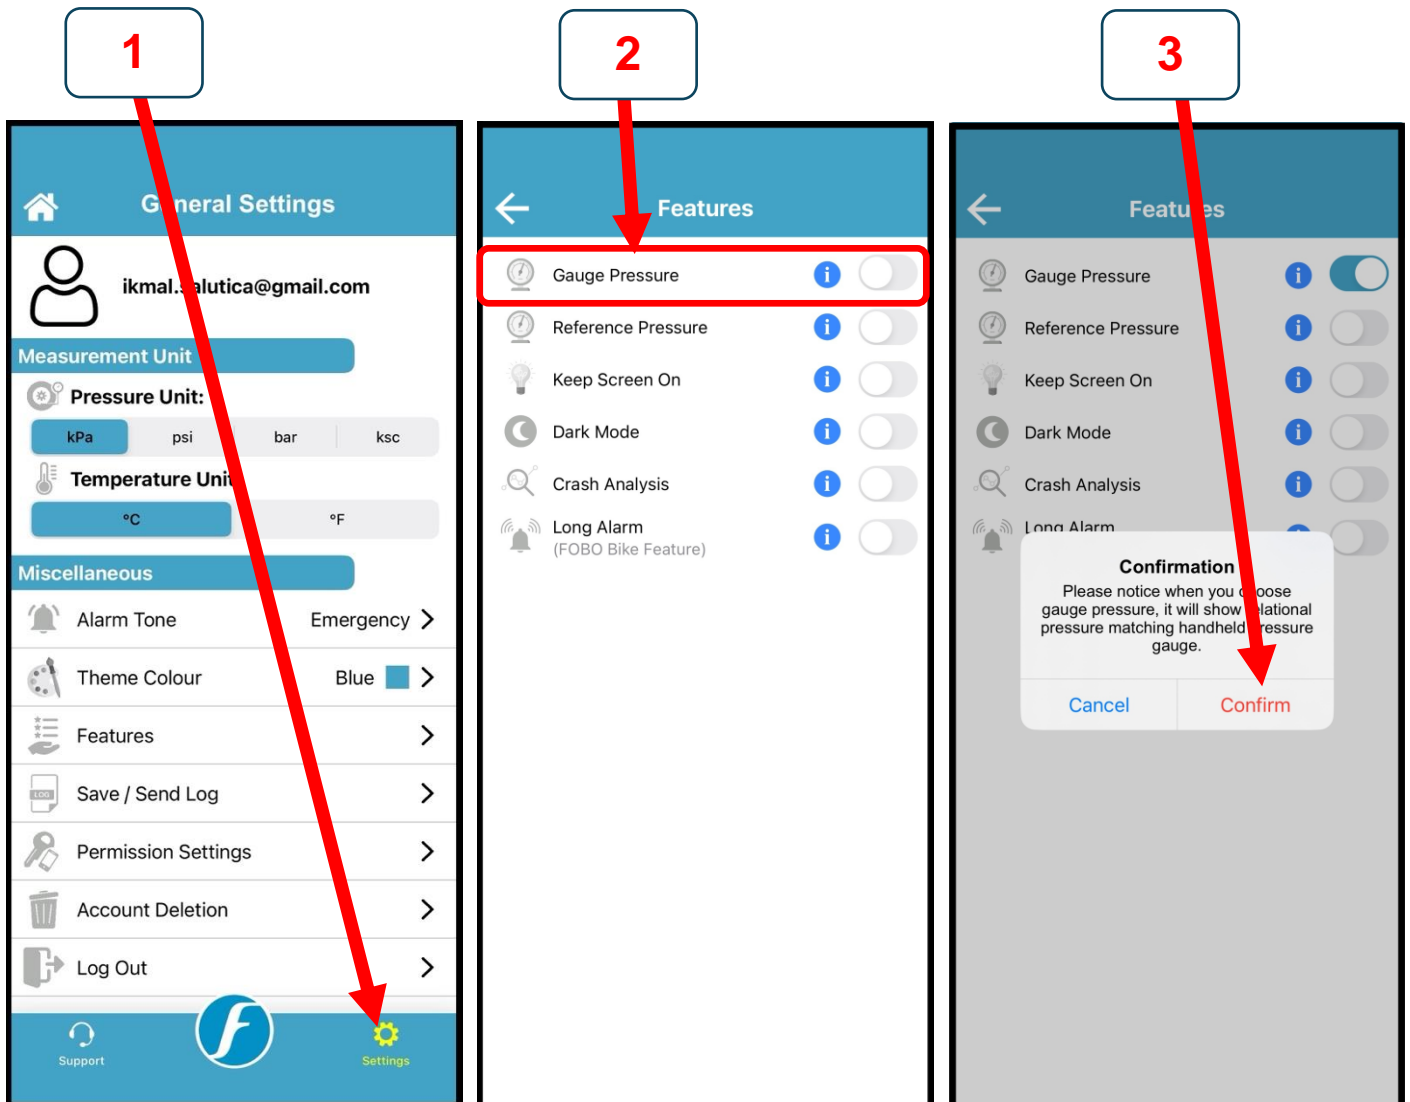 1
2
3
General Settings
ikmal.salutica@gmail.com
Measurement Unit
Pressure Unit:
kPa psi bar ksc
Temperature Unit
°C °F
Miscellaneous
Alarm Tone Emergency
Theme Colour Blue
Features
LOG
Save / Send Log
Permission Settings
Account Deletion
Log Out
Support
Settings
Features
Gauge Pressure
Reference Pressure
Keep Screen On
Dark Mode
Crash Analysis
Long Alarm
(FOBO Bike Feature)
Features
Gauge Pressure
Reference Pressure
Keep Screen On
Dark Mode
Crash Analysis
Long Alarm
Confirmation
Please notice when you choose
gauge pressure, it will show relational
pressure matching handheld pressure
gauge.
Cancel Confirm